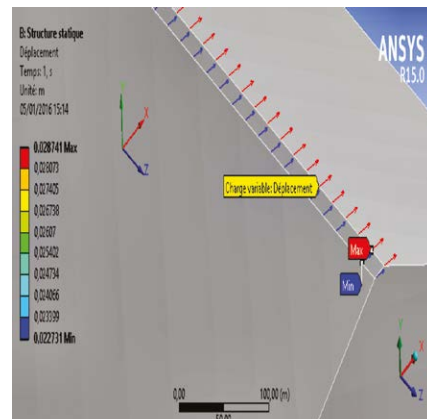 B: Structure statique
Déplacement
Temps: 1, s
Unité: m
05/01/2016 15:14
ANSYS
R15.0
0.028741 Max
0,028073
0,027405
0,026738
0,02607
0,025402
0,024734
0,024066
0,023399
0.022731 Min
Y
X
Z
Charge variable: Déplacement
Max
Min
Y
X
Z
0,00
100,00 (m)
50,00